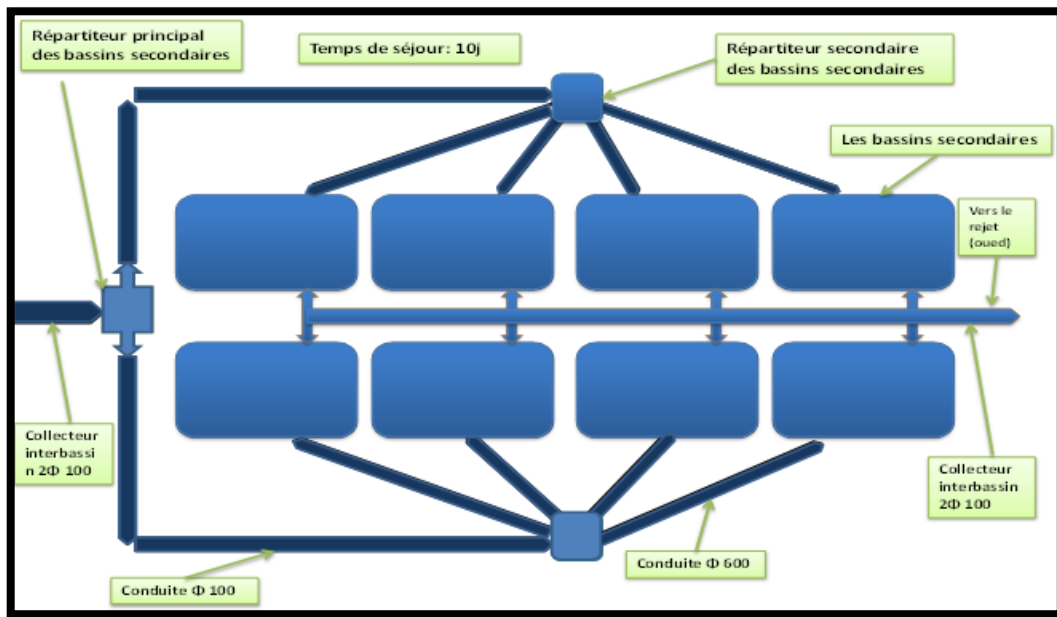 Répartiteur principal
des bassins secondaires
Temps de séjour: 10j
Répartiteur secondaire
des bassins secondaires
Les bassins secondaires
Vers le
rejet
(oued)
Collecteur
interbassi
n 2Φ 100
Collecteur
interbassin
2Φ 100
Conduite Φ 600
Conduite Φ 100